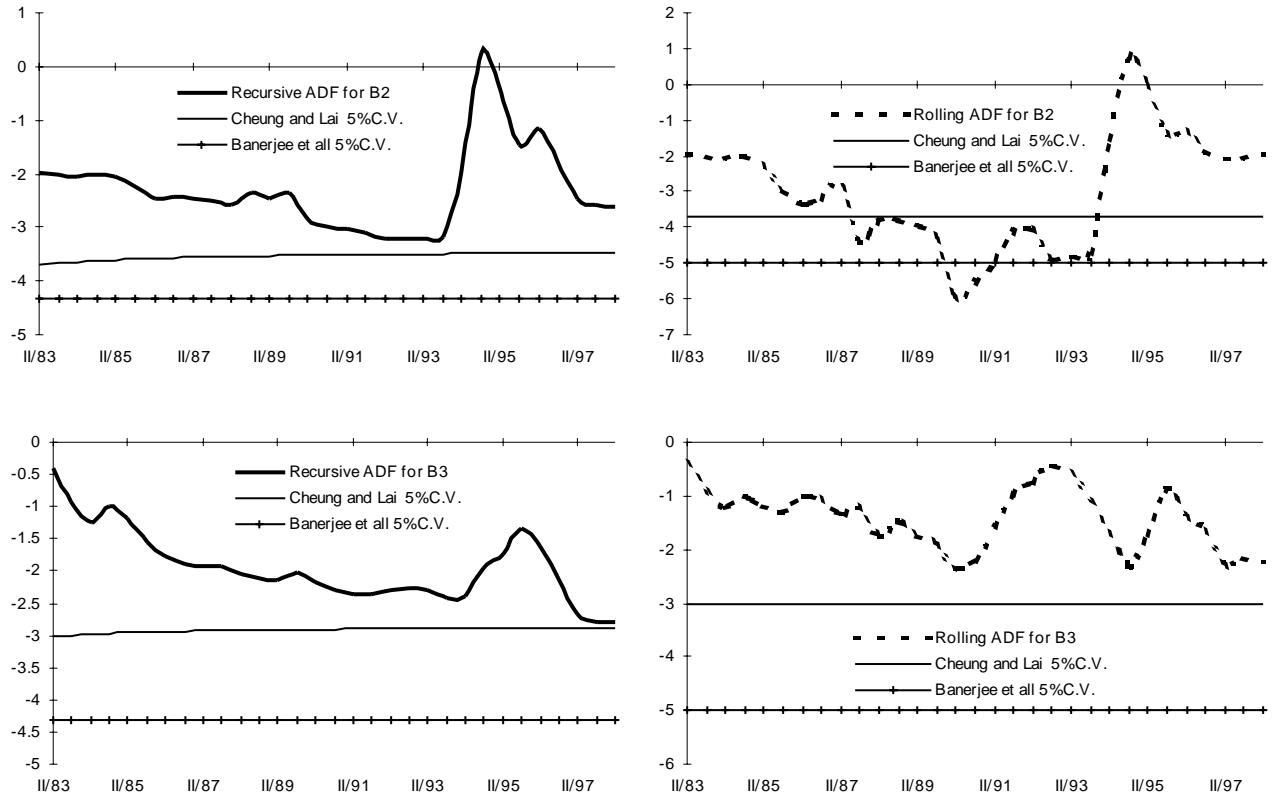 1
0
-1
-2
-3
-4
-5
Recursive ADF for B2
Cheung and Lai 5%C.V.
Banerjee et all 5%C.V.
II/83 II/85 II/87 II/89 II/91 II/93 II/95 II/97
2
1
0
-1
-2
-3
-4
-5
-6
-7
Rolling ADF for B2
Cheung and Lai 5%C.V.
Banerjee et all 5%C.V.
II/83 II/85 II/87 II/89 II/91 II/93 II/95 II/97
0
-0.5
-1
-1.5
-2
-2.5
-3
-3.5
-4
-4.5
-5
Recursive ADF for B3
Cheung and Lai 5%C.V.
Banerjee et all 5%C.V.
II/83 II/85 II/87 II/89 II/91 II/93 II/95 II/97
0
-1
-2
-3
-4
-5
-6
Rolling ADF for B3
Cheung and Lai 5%C.V.
Banerjee et all 5%C.V.
II/83 II/85 II/87 II/89 II/91 II/93 II/95 II/97